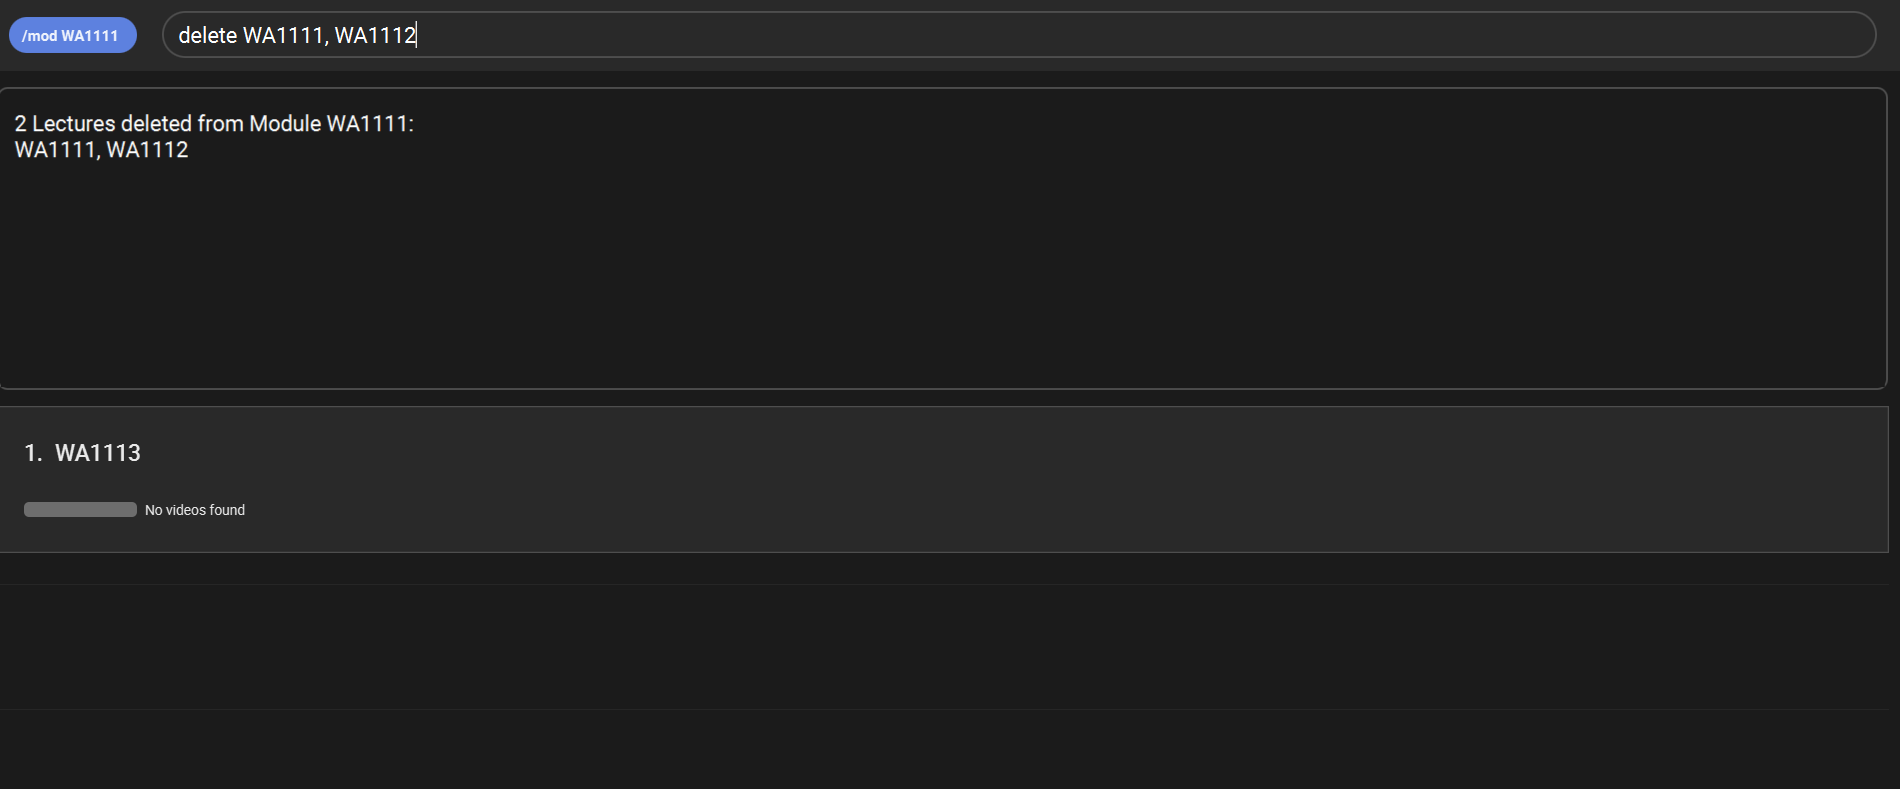 /mod WA1111
delete WA1111, WA1112
2 Lectures deleted from Module WA1111:
WA1111, WA1112
1. WA1113
No videos found